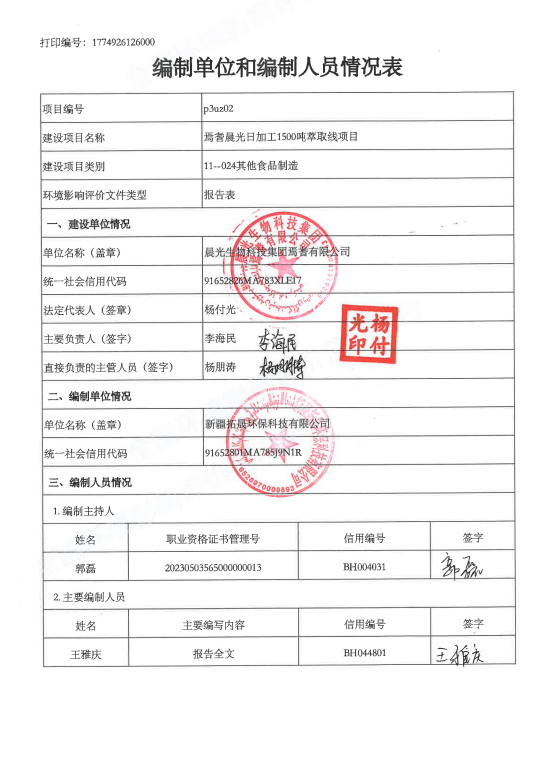 打印编号：1774926126000
编制单位和编制人员情况表
项目编号 p3uz02
建设项目名称 焉耆晨光日加工1500吨萃取线项目
建设项目类别 11--024其他食品制造
环境影响评价文件类型 报告表
一、建设单位情况
单位名称（盖章） 晨光生物科技集团焉耆有限公司
统一社会信用代码 91652826MA783XLE17
法定代表人（签章） 杨付光
主要负责人（签字） 李海民 李海民
直接负责的主管人员（签字） 杨朋涛 杨朋涛
杨付
光印
二、编制单位情况
单位名称（盖章） 新疆拓晟环保科技有限公司
统一社会信用代码 91652801MA785J9N1R
三、编制人员情况
1.编制主持人
姓名 职业资格证书管理号 信用编号 签字
郭磊 20230503565000000013 BH004031 郭磊
2.主要编制人员
姓名 主要编写内容 信用编号 签字
王雅庆 报告全文 BH044801 王雅庆